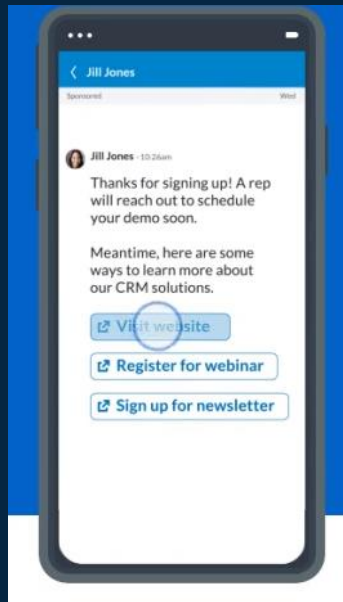 Jill Jones
Sponsored Wed
Jill Jones · 10:26am
Thanks for signing up! A rep
will reach out to schedule
your demo soon.
Meantime, here are some
ways to learn more about
our CRM solutions.
Visit website
Register for webinar
Sign up for newsletter